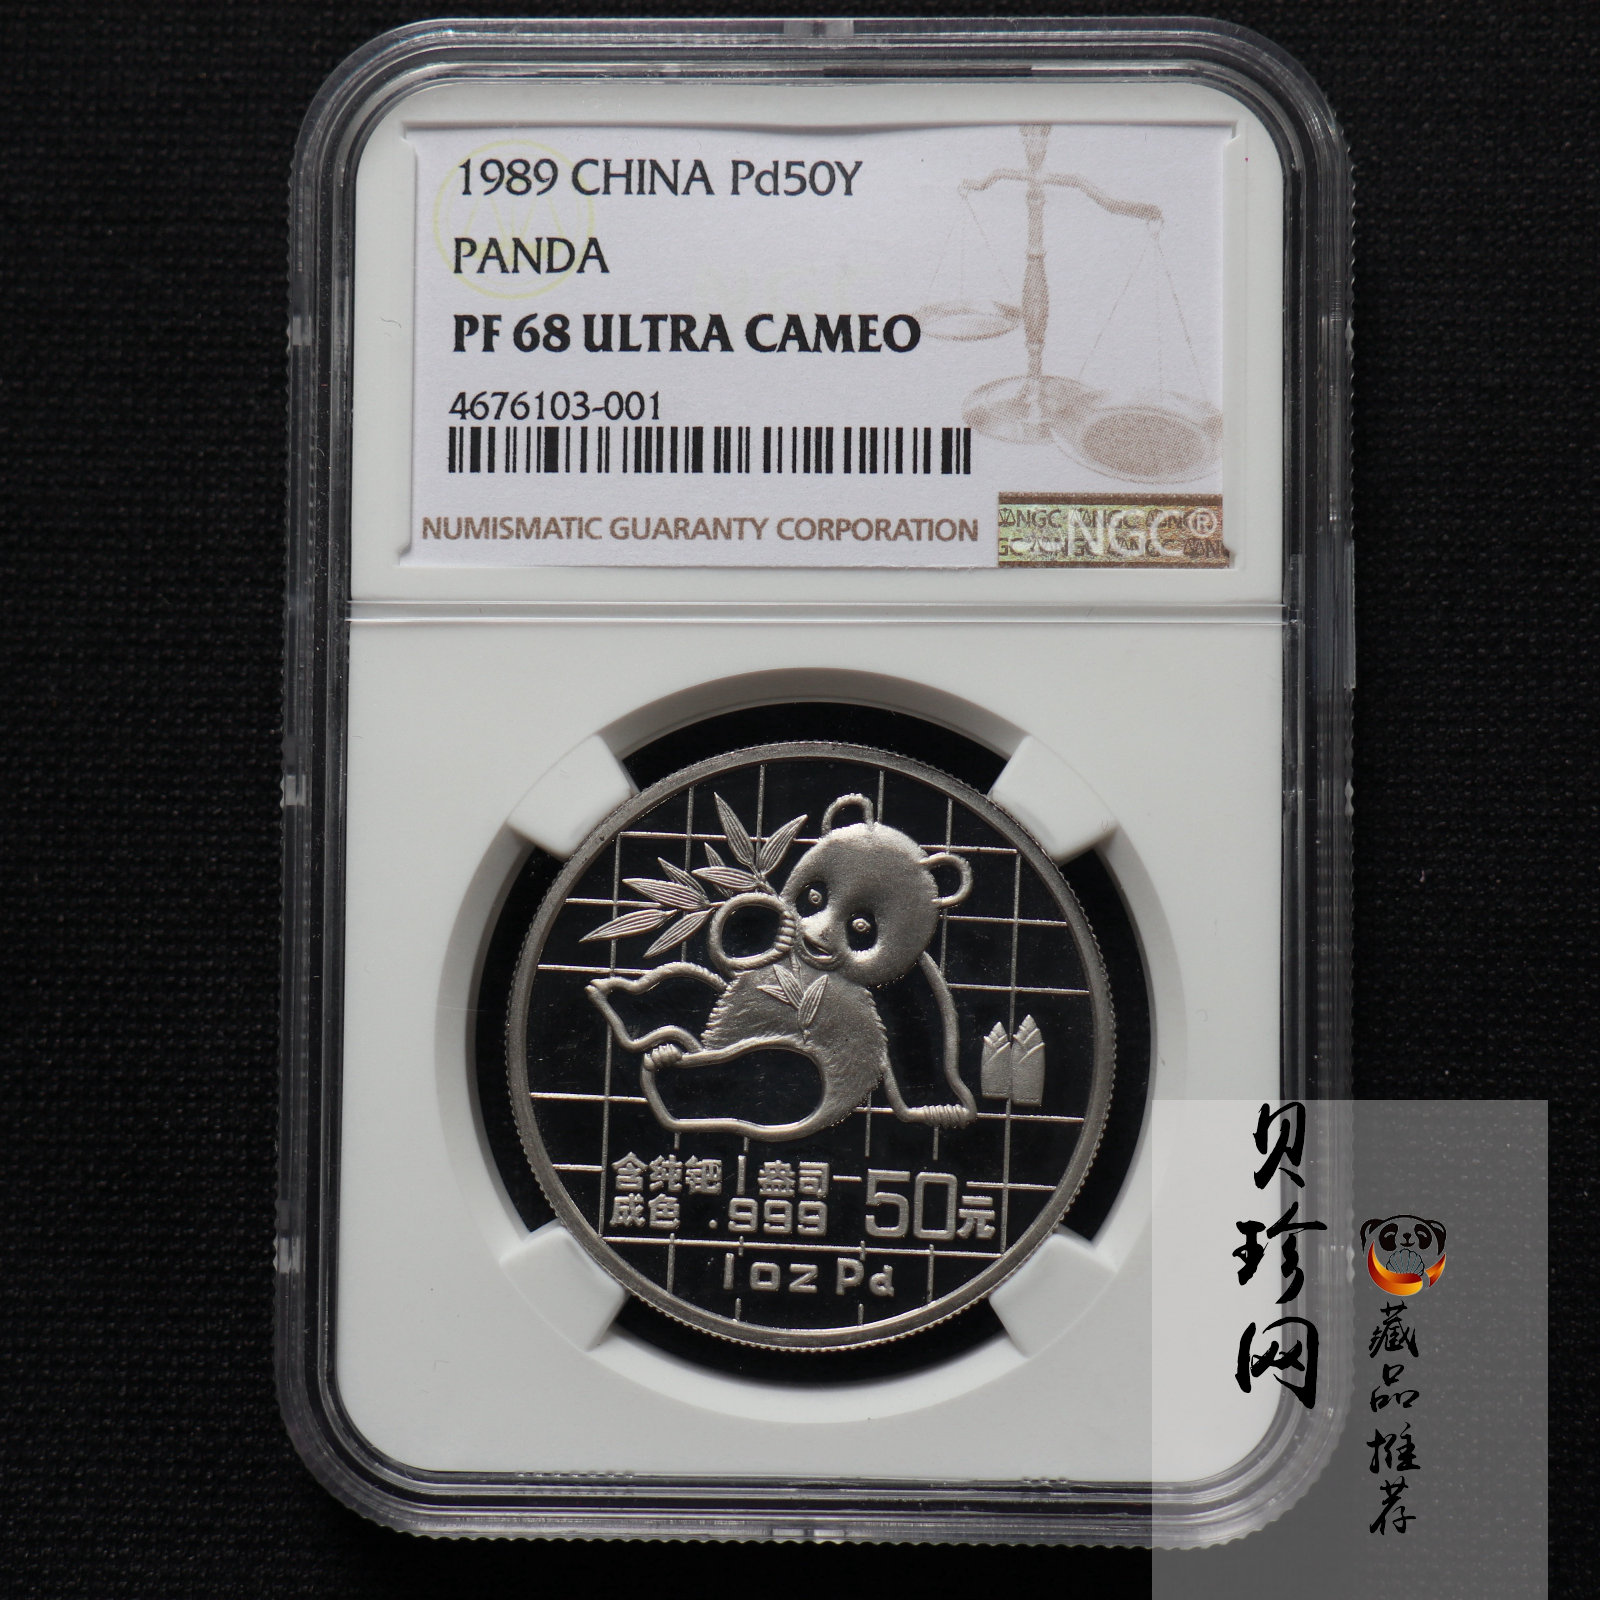 1989 CHINA Pd50Y
PANDA
PF 68 ULTRA CAMEO
4676103-001
NUMISMATIC GUARANTY CORPORATION
NGC®
含纯钯1盎司
成色.999
50元
1oz Pd
贝珍网
藏品推荐